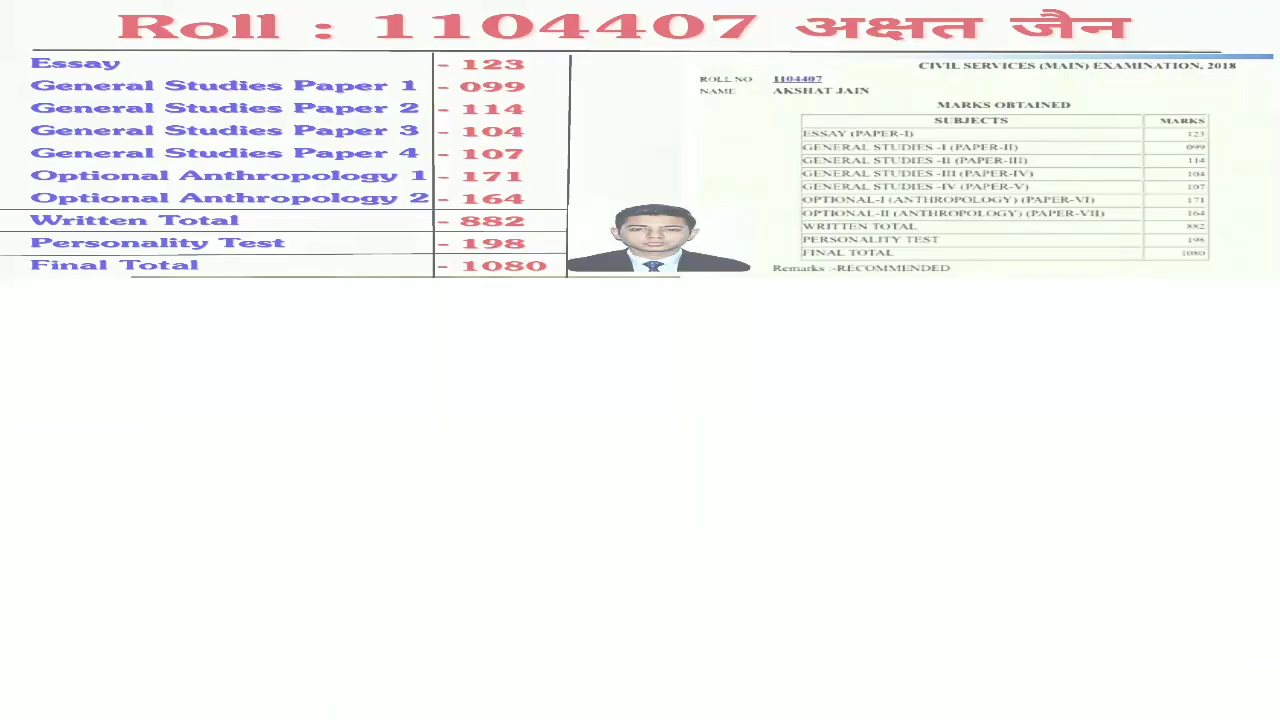 Roll : 1104407 अक्षत जैन
Essay - 123
General Studies Paper 1 - 099
General Studies Paper 2 - 114
General Studies Paper 3 - 104
General Studies Paper 4 - 107
Optional Anthropology 1 - 171
Optional Anthropology 2 - 164
Written Total - 882
Personality Test - 198
Final Total - 1080
CIVIL SERVICES (MAIN) EXAMINATION, 2018
ROLL NO 1104407
NAME AKSHAT JAIN
MARKS OBTAINED
SUBJECTS MARKS
ESSAY (PAPER-I) 123
GENERAL STUDIES -I (PAPER-II) 099
GENERAL STUDIES -II (PAPER-III) 114
GENERAL STUDIES -III (PAPER-IV) 104
GENERAL STUDIES -IV (PAPER-V) 107
OPTIONAL-I (ANTHROPOLOGY) (PAPER-VI) 171
OPTIONAL-II (ANTHROPOLOGY) (PAPER-VII) 164
WRITTEN TOTAL 882
PERSONALITY TEST 198
FINAL TOTAL 1080
Remarks :-RECOMMENDED